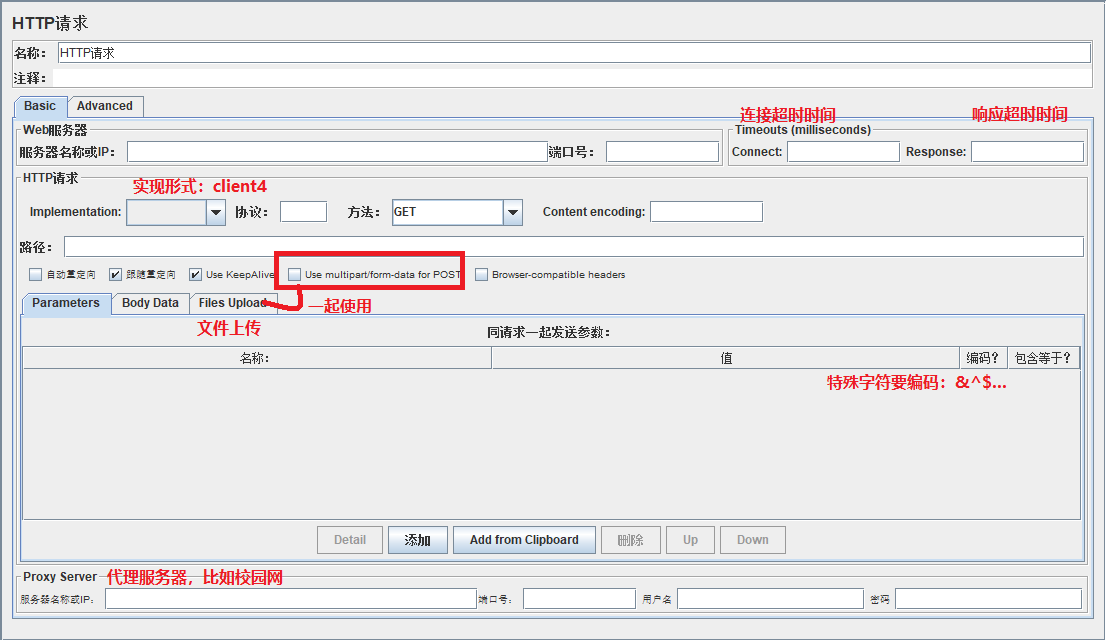 HTTP请求
名称： HTTP请求
注释：
Basic Advanced
连接超时时间 响应超时时间
Web服务器 Timeouts (milliseconds)
服务器名称或IP： 端口号： Connect: Response:
HTTP请求
实现形式：client4
Implementation: 协议： 方法： GET Content encoding:
路径：
自动重定向 跟随重定向 Use KeepAlive Use multipart/form-data for POST Browser-compatible headers
Parameters Body Data Files Upload 一起使用
文件上传
同请求一起发送参数：
名称： 值 编码? 包含等于?
特殊字符要编码：&^$...
Detail 添加 Add from Clipboard 删除 Up Down
Proxy Server 代理服务器，比如校园网
服务器名称或IP： 端口号： 用户名 密码